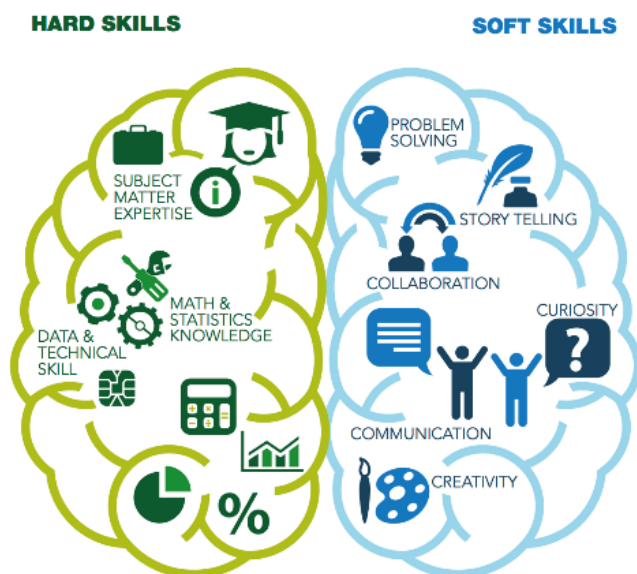 HARD SKILLS
SOFT SKILLS
SUBJECT
MATTER
EXPERTISE
i
MATH &
STATISTICS
KNOWLEDGE
DATA &
TECHNICAL
SKILL
%
PROBLEM
SOLVING
STORY TELLING
COLLABORATION
CURIOSITY
?
COMMUNICATION
CREATIVITY